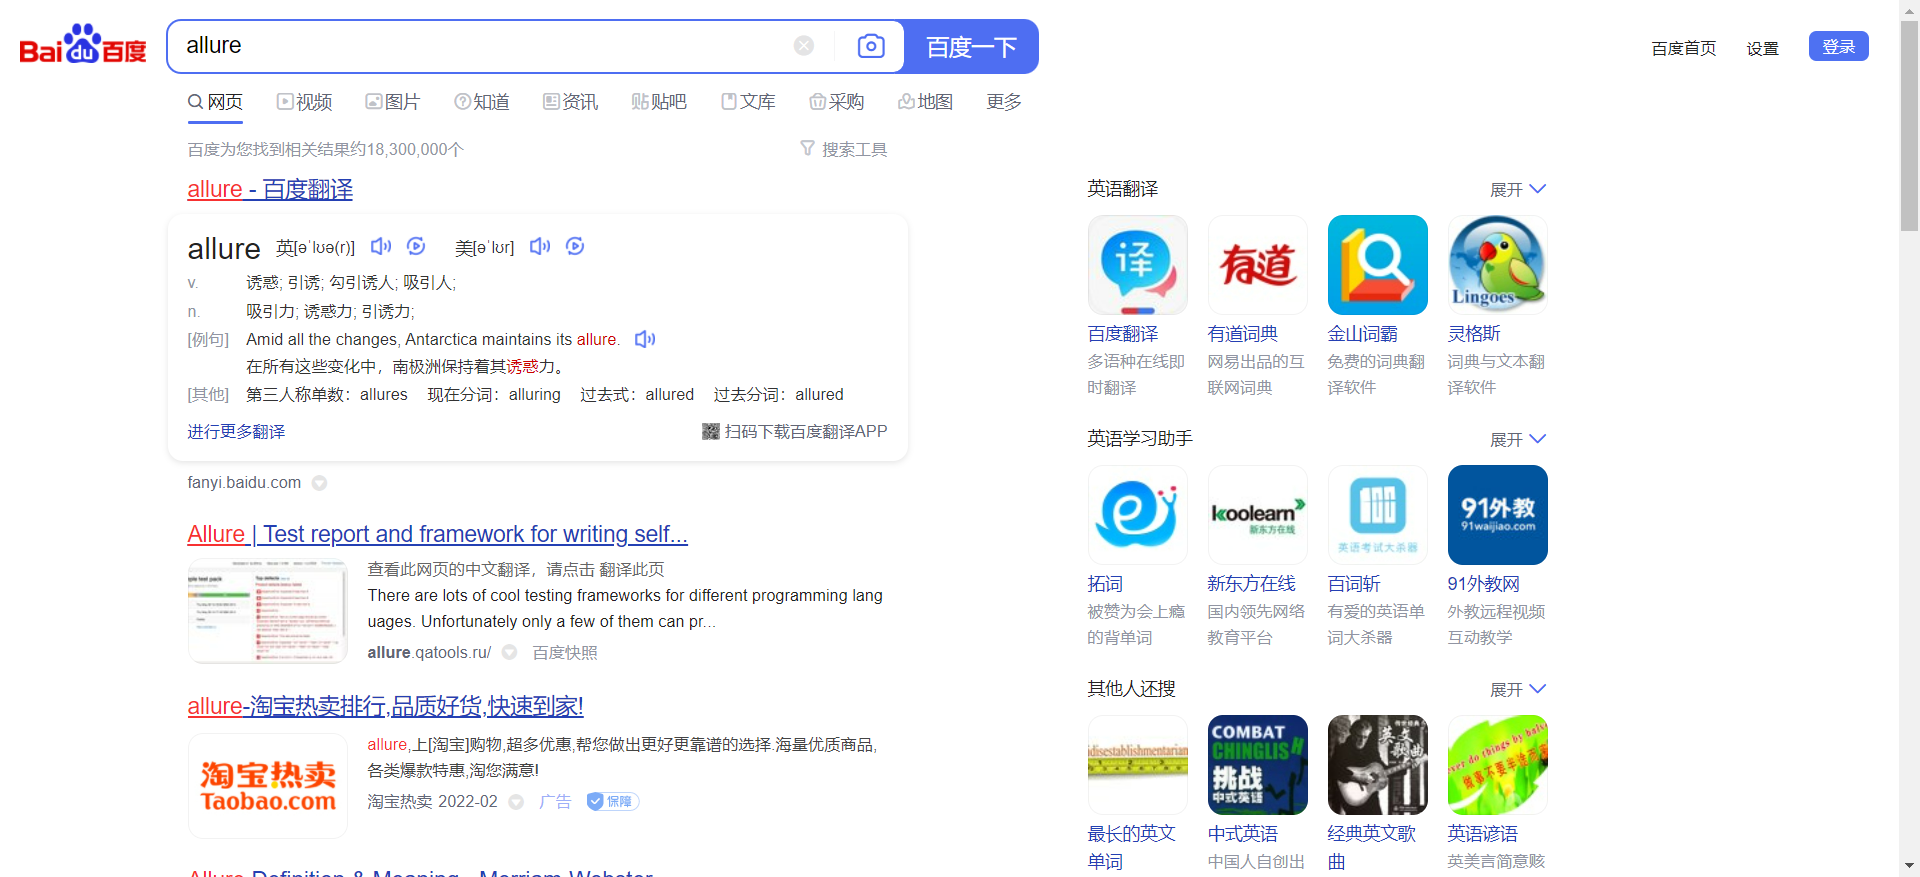 Baidu百度
allure
百度一下
百度首页
设置
登录
网页
视频
图片
知道
资讯
贴吧
文库
采购
地图
更多
百度为您找到相关结果约18,300,000个
搜索工具
allure - 百度翻译
allure 英[əˈlʊə(r)] 美[əˈlʊr]
v. 诱惑; 引诱; 勾引诱人; 吸引人;
n. 吸引力; 诱惑力; 引诱力;
[例句] Amid all the changes, Antarctica maintains its allure.
在所有这些变化中，南极洲保持着其诱惑力。
[其他] 第三人称单数：allures 现在分词：alluring 过去式：allured 过去分词：allured
进行更多翻译
扫码下载百度翻译APP
fanyi.baidu.com
Allure | Test report and framework for writing self...
查看此网页的中文翻译，请点击 翻译此页
There are lots of cool testing frameworks for different programming lang
uages. Unfortunately only a few of them can pr...
allure.qatools.ru/
百度快照
allure-淘宝热卖排行,品质好货,快速到家!
淘宝热卖
Taobao.com
allure,上[淘宝]购物,超多优惠,帮您做出更好更靠谱的选择.海量优质商品,
各类爆款特惠,淘您满意!
淘宝热卖 2022-02
广告
保障
Allure Definition & Meaning - Merriam-Webster
英语翻译
展开
译
有道
Lingoes
百度翻译
有道词典
金山词霸
灵格斯
多语种在线即
时翻译
网易出品的互
联网词典
免费的词典翻
译软件
词典与文本翻
译软件
英语学习助手
展开
koolearn
新东方在线
英语考试大杀器
91外教
91waijiao.com
拓词
新东方在线
百词斩
91外教网
被赞为会上瘾
的背单词
国内领先网络
教育平台
有爱的英语单
词大杀器
外教远程视频
互动教学
其他人还搜
展开
disestablishmentarian
COMBAT
CHINGLISH
挑战
中式英语
英文
歌曲
做事不要半途而废
最长的英文
单词
中式英语
经典英文歌
曲
英语谚语
中国人自创出
英美言简意赅